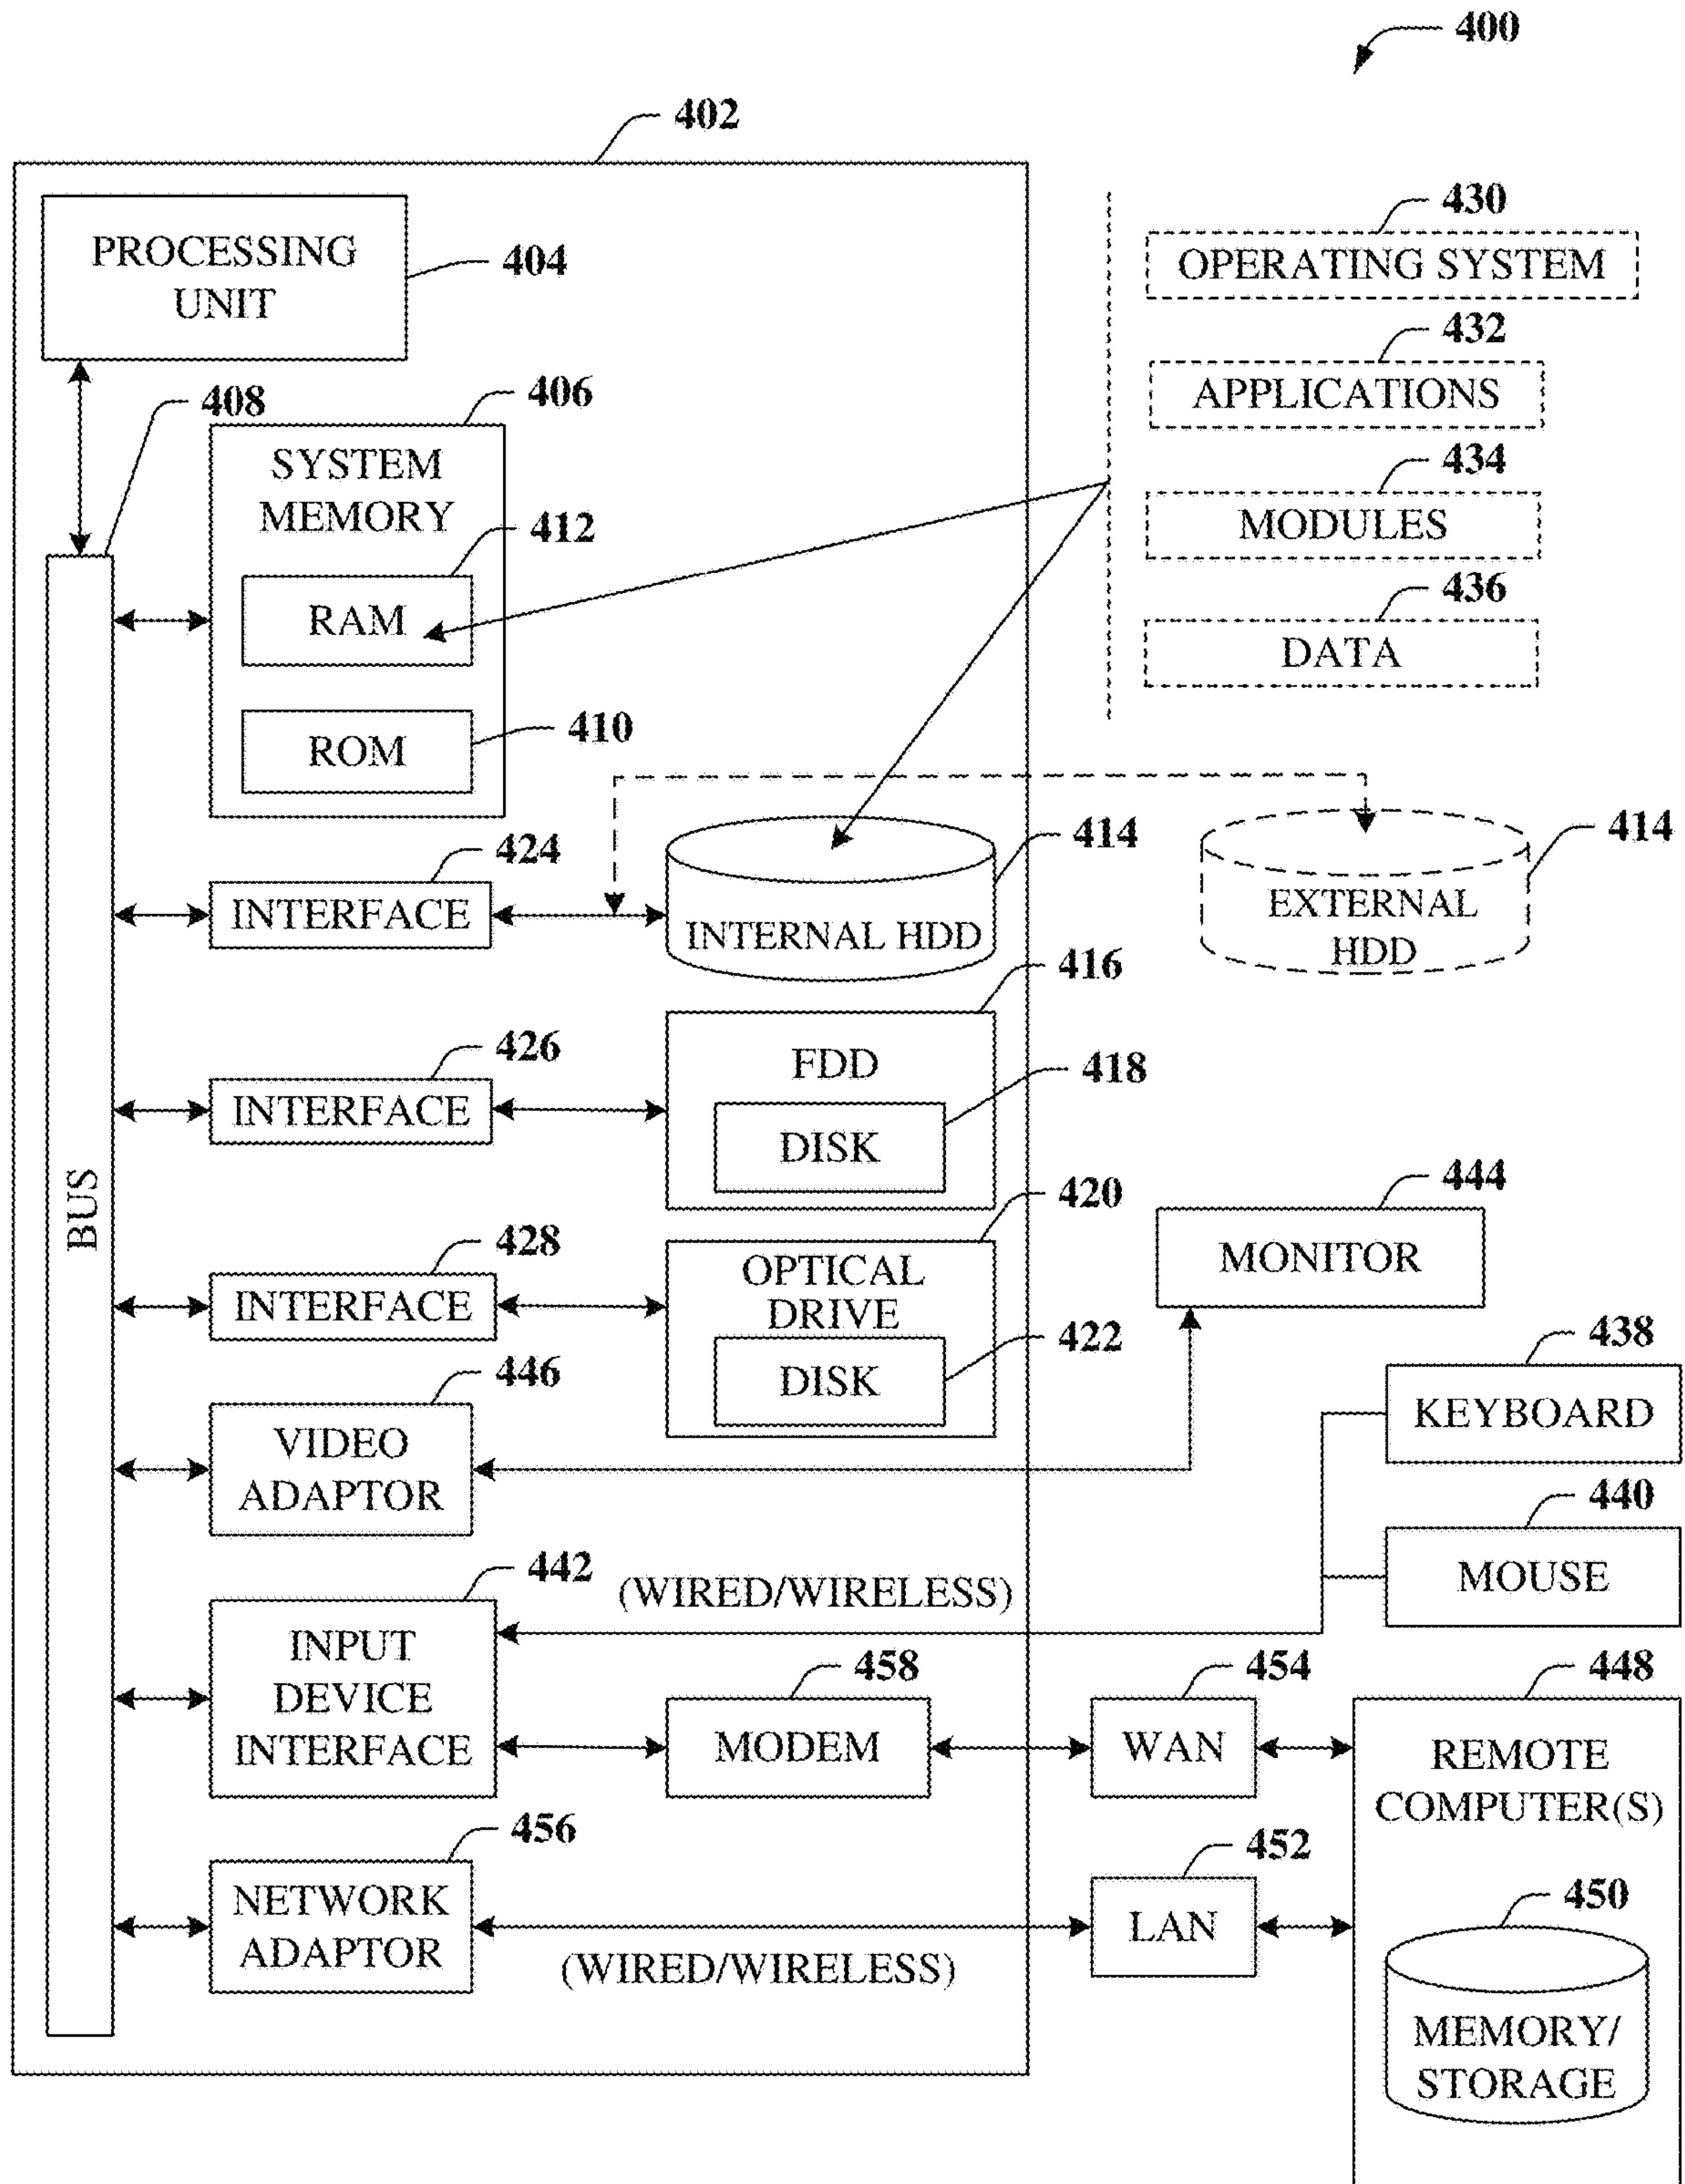 400
402
PROCESSING
UNIT
404
408
406
SYSTEM
MEMORY
412
RAM
410
ROM
430
OPERATING SYSTEM
432
APPLICATIONS
434
MODULES
436
DATA
424
INTERFACE
414
INTERNAL HDD
414
EXTERNAL
HDD
416
426
INTERFACE
FDD
418
DISK
BUS
420
428
INTERFACE
OPTICAL
DRIVE
422
DISK
444
MONITOR
446
VIDEO
ADAPTOR
438
KEYBOARD
440
MOUSE
442
(WIRED/WIRELESS)
INPUT
DEVICE
INTERFACE
458
MODEM
454
WAN
448
REMOTE
COMPUTER(S)
456
NETWORK
ADAPTOR
(WIRED/WIRELESS)
452
LAN
450
MEMORY/
STORAGE